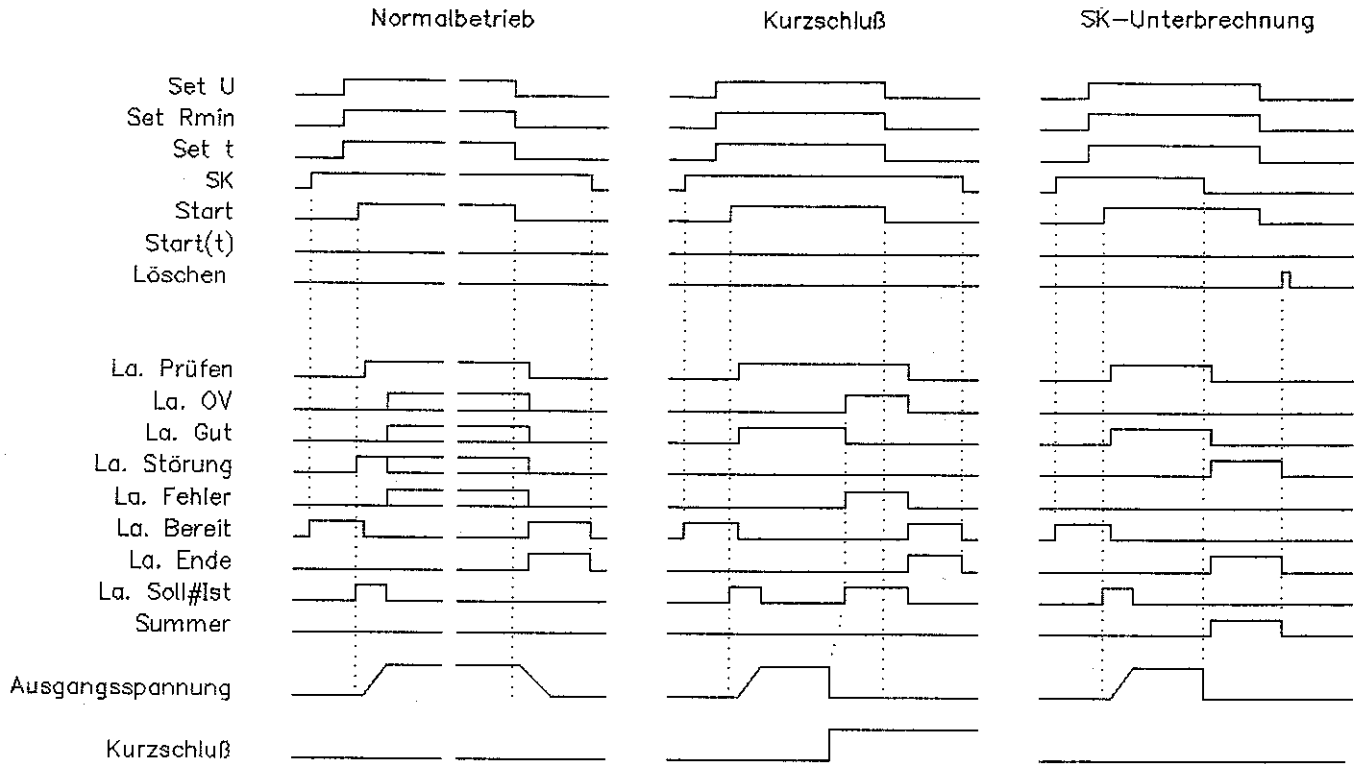 Normalbetrieb Kurzschluß SK-Unterbrechnung
Set U
Set Rmin
Set t
SK
Start
Start(t)
Löschen
La. Prüfen
La. OV
La. Gut
La. Störung
La. Fehler
La. Bereit
La. Ende
La. Soll#Ist
Summer
Ausgangsspannung
Kurzschluß